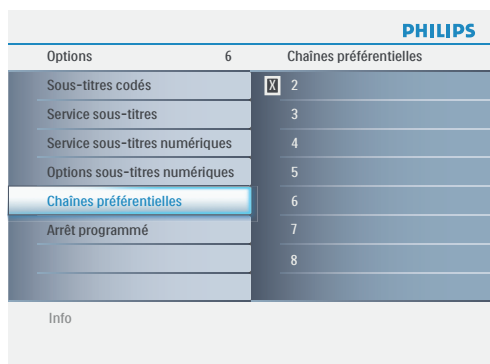 PHILIPS
Options 6 Chaînes préférentielles
Sous-titres codés X 2
Service sous-titres 3
Service sous-titres numériques 4
Options sous-titres numériques 5
Chaînes préférentielles 6
Arrêt programmé 7
8
Info